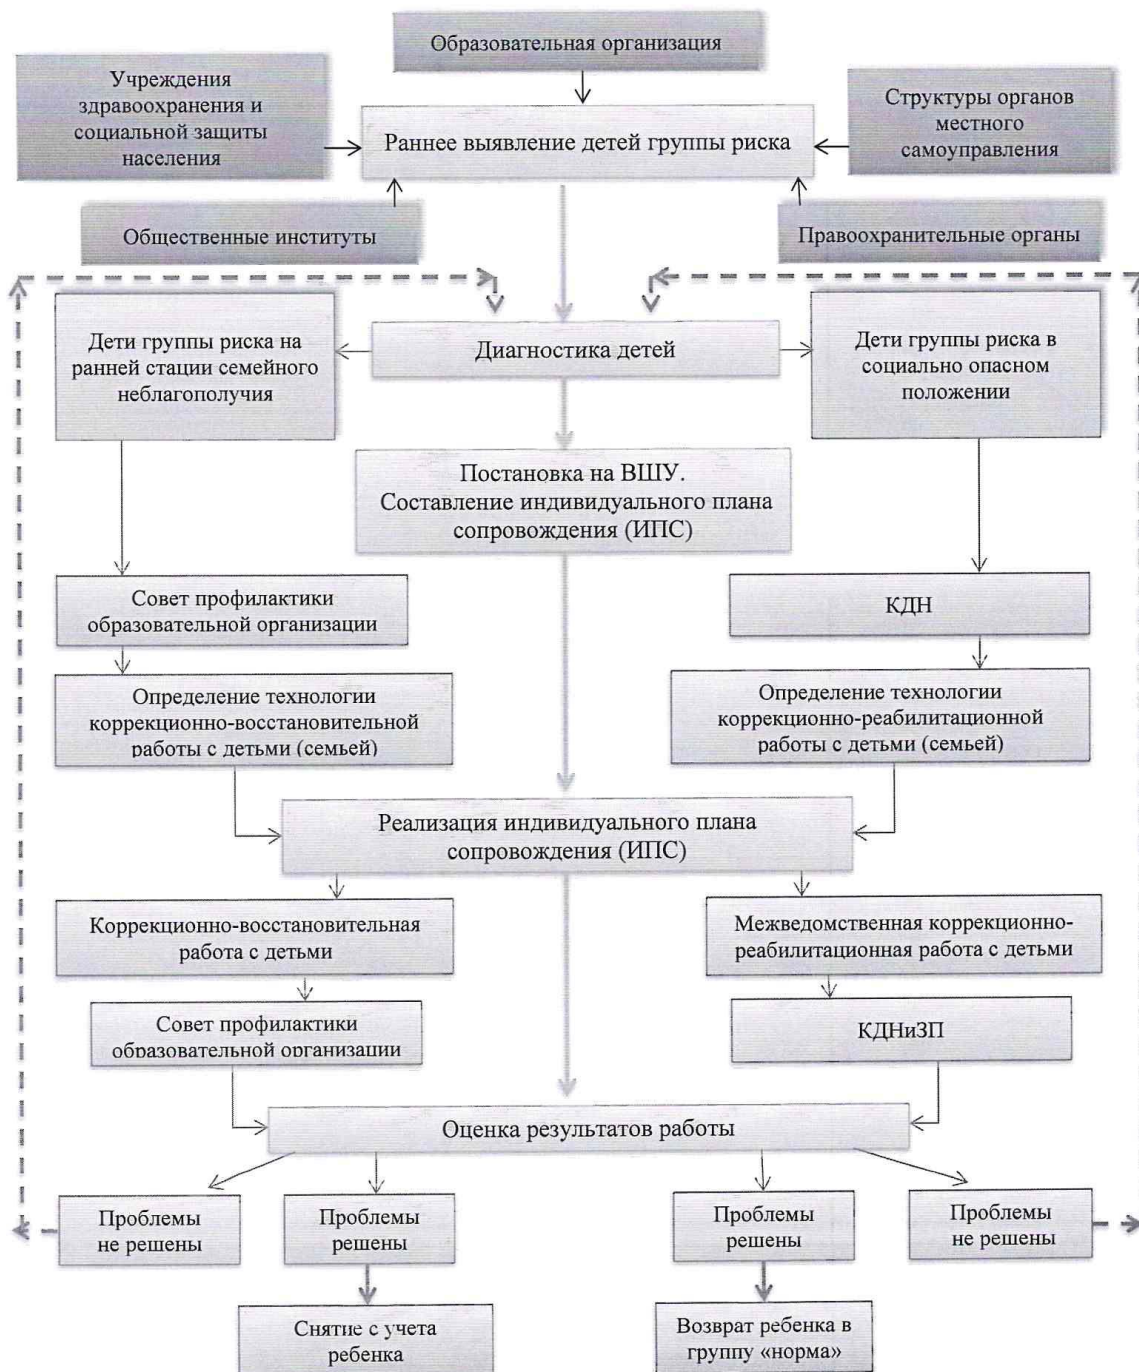 Образовательная организация
Учреждения
здравоохранения и
социальной защиты
населения
Структуры органов
местного
самоуправления
Раннее выявление детей группы риска
Общественные институты
Правоохранительные органы
Дети группы риска на
ранней стации семейного
неблагополучия
Диагностика детей
Дети группы риска в
социально опасном
положении
Постановка на ВШУ.
Составление индивидуального плана
сопровождения (ИПС)
Совет профилактики
образовательной организации
КДН
Определение технологии
коррекционно-восстановительной
работы с детьми (семьей)
Определение технологии
коррекционно-реабилитационной
работы с детьми (семьей)
Реализация индивидуального плана
сопровождения (ИПС)
Коррекционно-восстановительная
работа с детьми
Межведомственная коррекционно-
реабилитационная работа с детьми
Совет профилактики
образовательной организации
КДНиЗП
Оценка результатов работы
Проблемы
не решены
Проблемы
решены
Проблемы
решены
Проблемы
не решены
Снятие с учета
ребенка
Возврат ребенка в
группу «норма»